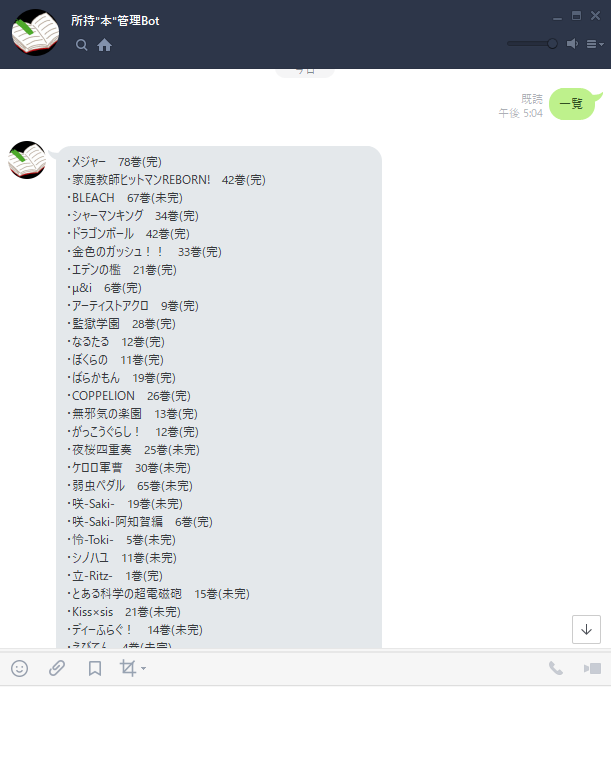 所持"本"管理Bot
今日
既読
午後 5:04
一覧
・メジャー　78巻(完)
・家庭教師ヒットマンREBORN!　42巻(完)
・BLEACH　67巻(未完)
・シャーマンキング　34巻(完)
・ドラゴンボール　42巻(完)
・金色のガッシュ！！　33巻(完)
・エデンの檻　21巻(完)
・μ&i　6巻(完)
・アーティストアクロ　9巻(完)
・監獄学園　28巻(完)
・なるたる　12巻(完)
・ぼくらの　11巻(完)
・ばらかもん　19巻(完)
・COPPELION　26巻(完)
・無邪気の楽園　13巻(完)
・がっこうぐらし！　12巻(完)
・夜桜四重奏　25巻(未完)
・ケロロ軍曹　30巻(未完)
・弱虫ペダル　65巻(未完)
・咲-Saki-　19巻(未完)
・咲-Saki-阿知賀編　6巻(完)
・怜-Toki-　5巻(未完)
・シノハユ　11巻(未完)
・立-Ritz-　1巻(完)
・とある科学の超電磁砲　15巻(未完)
・Kiss×sis　21巻(未完)
・ディーふらぐ！　14巻(未完)
・えびてん　4巻(未完)